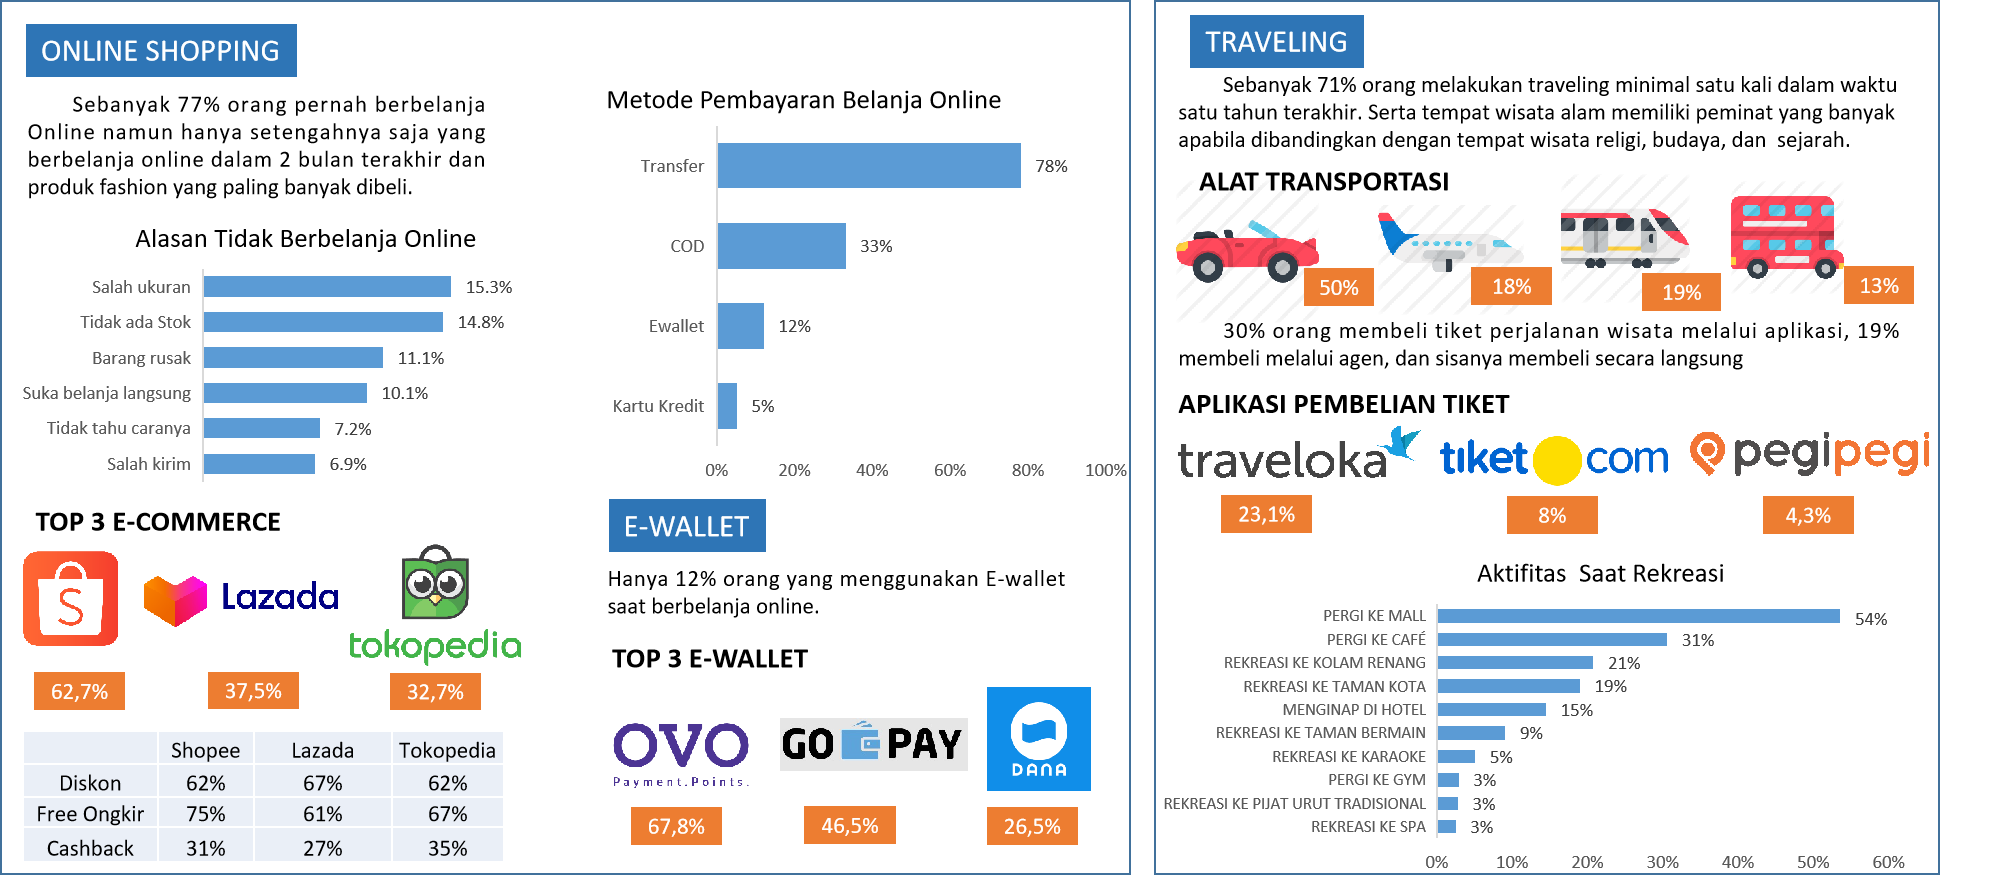 ONLINE SHOPPING
Sebanyak 77% orang pernah berbelanja
Online namun hanya setengahnya saja yang
berbelanja online dalam 2 bulan terakhir dan
produk fashion yang paling banyak dibeli.
Alasan Tidak Berbelanja Online
Salah ukuran 15.3%
Tidak ada Stok 14.8%
Barang rusak 11.1%
Suka belanja langsung 10.1%
Tidak tahu caranya 7.2%
Salah kirim 6.9%
TOP 3 E-COMMERCE
S Lazada tokopedia
62,7% 37,5% 32,7%
Shopee Lazada Tokopedia
Diskon 62% 67% 62%
Free Ongkir 75% 61% 67%
Cashback 31% 27% 35%
Metode Pembayaran Belanja Online
Transfer 78%
COD 33%
Ewallet 12%
Kartu Kredit 5%
0% 20% 40% 60% 80% 100%
E-WALLET
Hanya 12% orang yang menggunakan E-wallet
saat berbelanja online.
TOP 3 E-WALLET
OVO GO PAY DANA
Payment.Points.
67,8% 46,5% 26,5%
TRAVELING
Sebanyak 71% orang melakukan traveling minimal satu kali dalam waktu
satu tahun terakhir. Serta tempat wisata alam memiliki peminat yang banyak
apabila dibandingkan dengan tempat wisata religi, budaya, dan sejarah.
ALAT TRANSPORTASI
50% 18% 19% 13%
30% orang membeli tiket perjalanan wisata melalui aplikasi, 19%
membeli melalui agen, dan sisanya membeli secara langsung
APLIKASI PEMBELIAN TIKET
traveloka tiket com pegipegi
23,1% 8% 4,3%
Aktifitas Saat Rekreasi
PERGI KE MALL 54%
PERGI KE CAFÉ 31%
REKREASI KE KOLAM RENANG 21%
REKREASI KE TAMAN KOTA 19%
MENGINAP DI HOTEL 15%
REKREASI KE TAMAN BERMAIN 9%
REKREASI KE KARAOKE 5%
PERGI KE GYM 3%
REKREASI KE PIJAT URUT TRADISIONAL 3%
REKREASI KE SPA 3%
0% 10% 20% 30% 40% 50% 60%